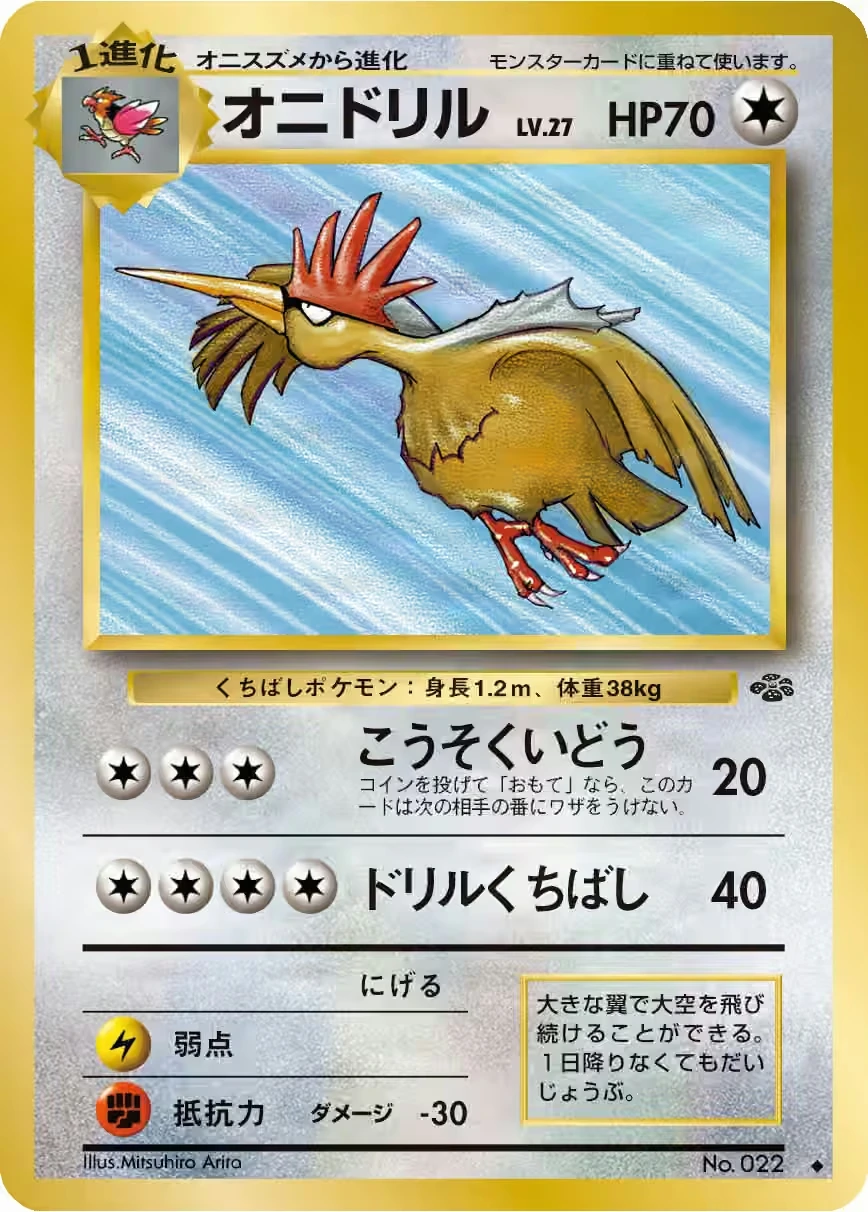 1進化
オニスズメから進化
モンスターカードに重ねて使います。
オニドリル LV.27 HP70
くちばしポケモン：身長1.2m、体重38kg
こうそくいどう 20
コインを投げて「おもて」なら、このカ
ードは次の相手の番にワザをうけない。
ドリルくちばし 40
にげる
弱点
抵抗力 ダメージ -30
大きな翼で大空を飛び
続けることができる。
1日降りなくてもだい
じょうぶ。
Illus.Mitsuhiro Arita
No. 022